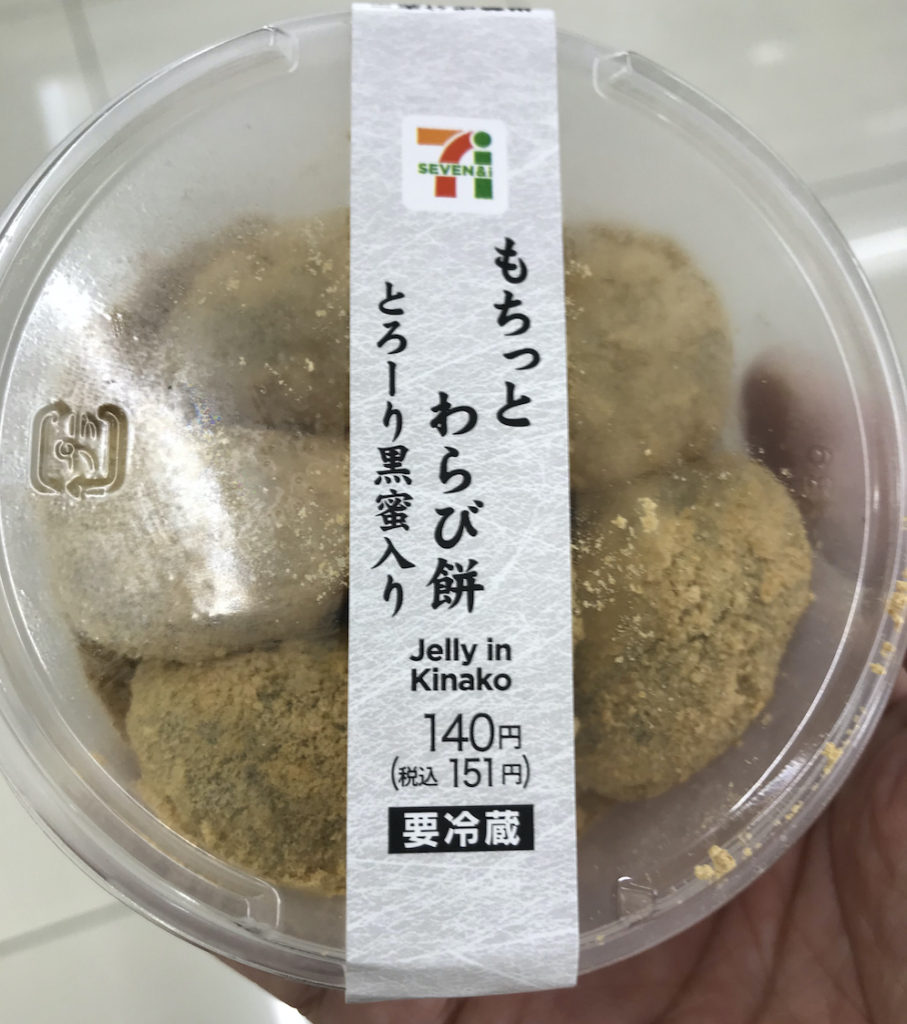 SEVEN&i
もちっと
わらび餅
とろーり黒蜜入り
Jelly in
Kinako
140円
(税込 151円)
要冷蔵